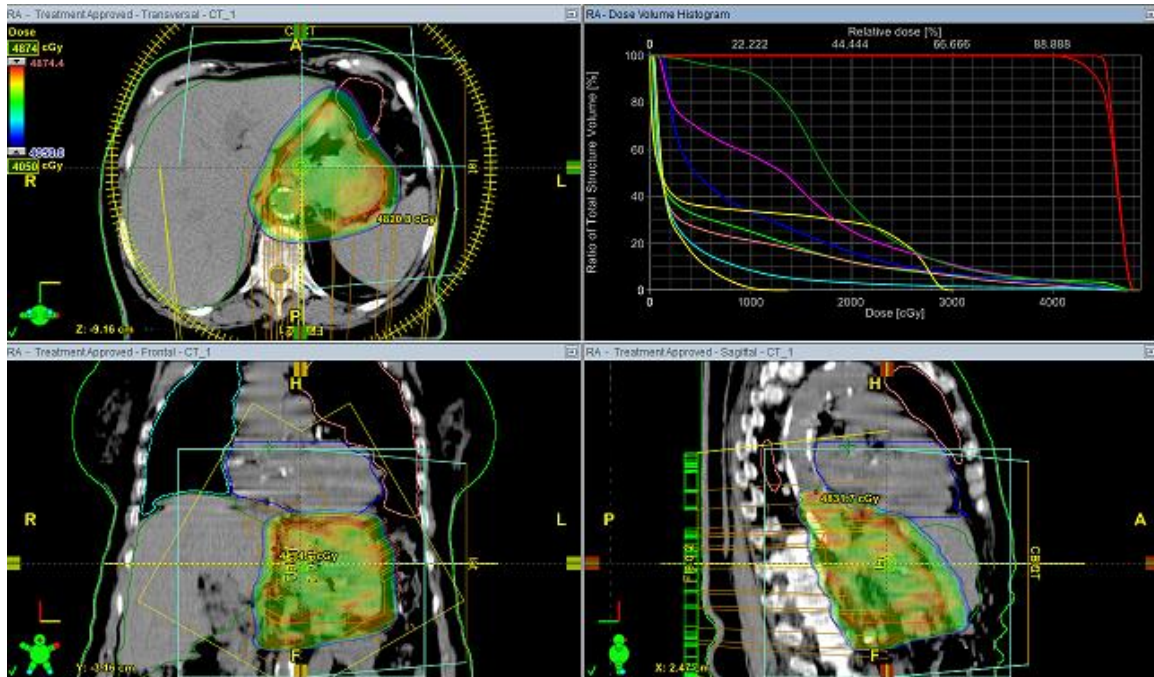 RA - Treatment Approved - Transversal - CT_1
Dose
4874 cGy
4874.4
4050 cGy
A
R
L
P
4820.3 cGy
Z: -9.16 cm
RA- Dose Volume Histogram
Relative dose [%]
0 22.222 44.444 66.666 88.888
Ratio of Total Structure Volume [%]
100
80
60
40
20
0
0 1000 2000 3000 4000
Dose [cGy]
RA - Treatment Approved - Frontal - CT_1
H
R
L
F
Y: -3.16 cm
RA - Treatment Approved - Sagittal - CT_1
H
P
A
4831.7 cGy
F